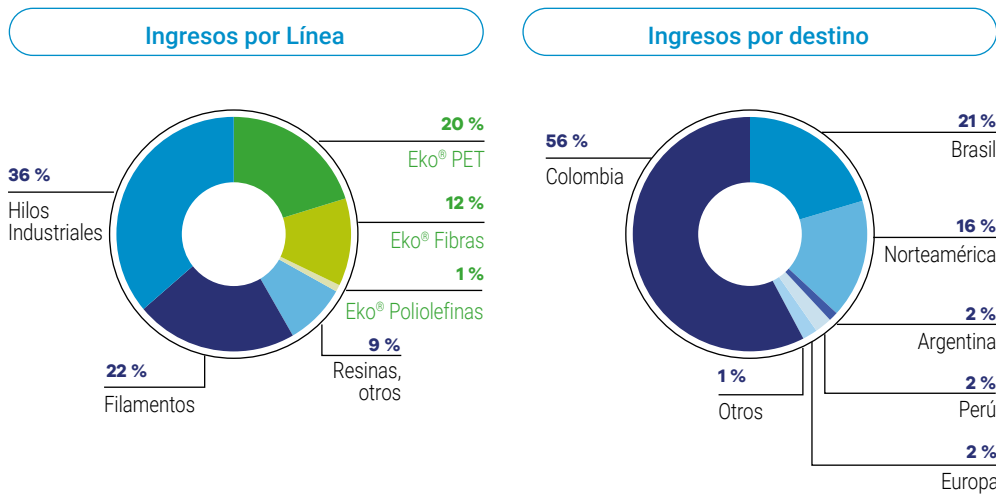 Ingresos por Línea
20 %
Eko® PET
36 %
Hilos
Industriales
12 %
Eko® Fibras
1 %
Eko® Poliolefinas
9 %
Resinas,
otros
22 %
Filamentos
Ingresos por destino
21 %
Brasil
56 %
Colombia
16 %
Norteamérica
2 %
Argentina
1 %
Otros
2 %
Perú
2 %
Europa